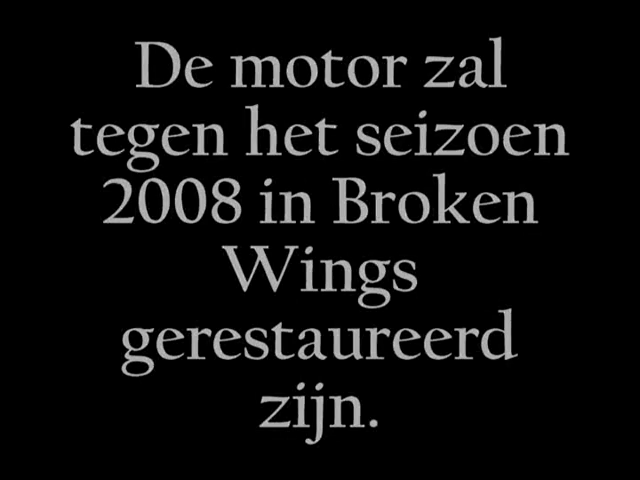 De motor zal
tegen het seizoen
2008 in Broken
Wings
gerestaureerd
zijn.